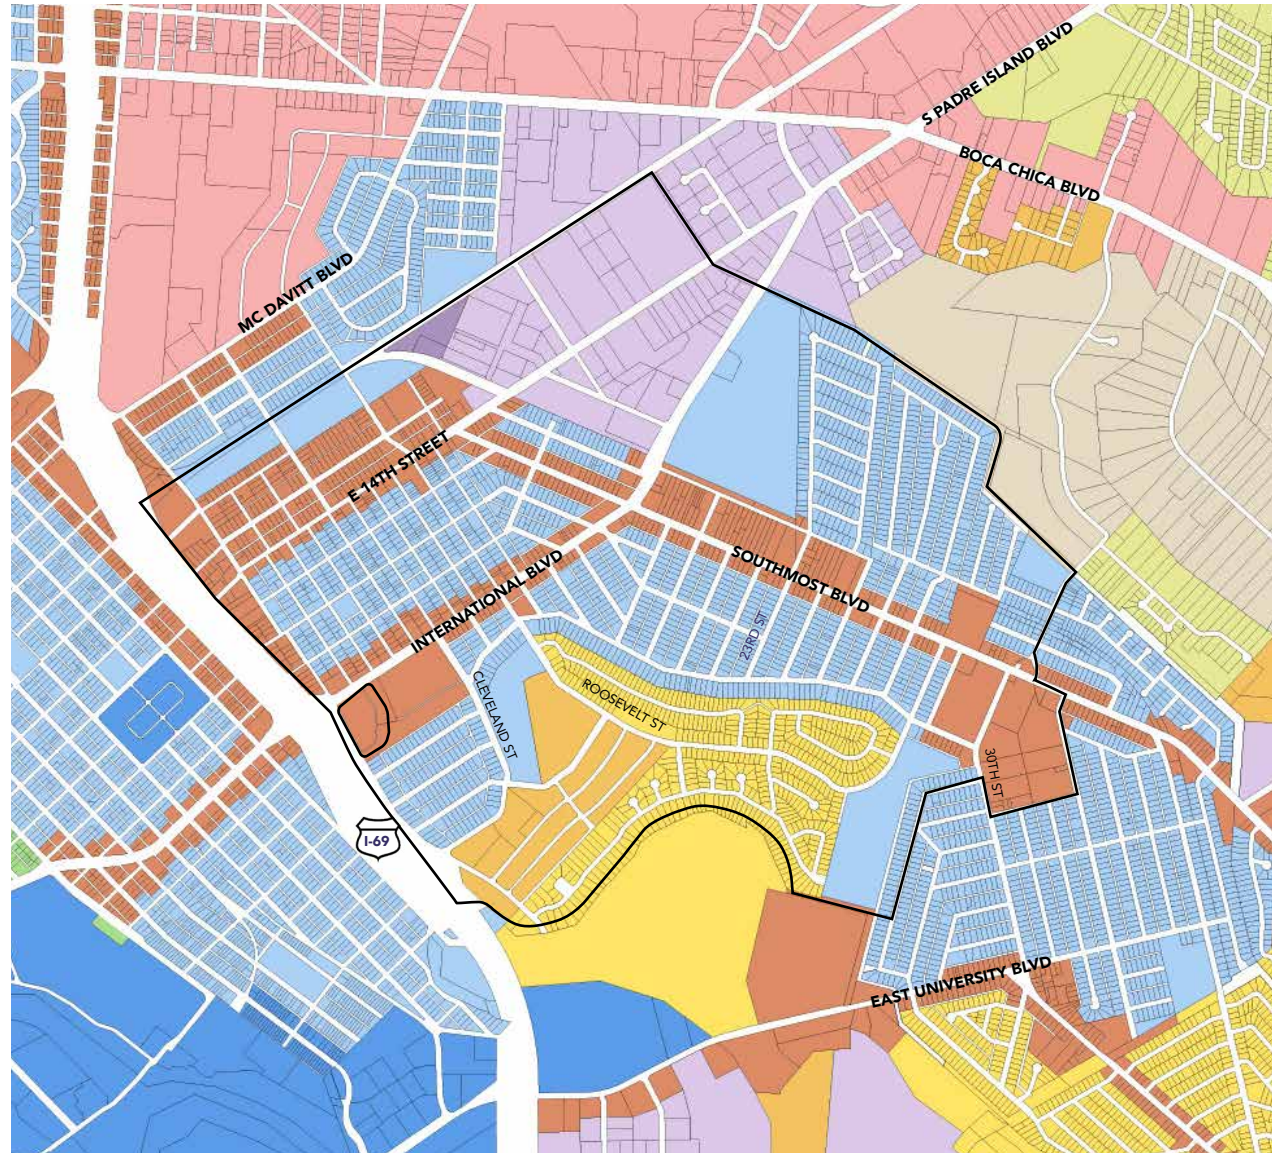 S PADRE ISLAND BLVD
BOCA CHICA BLVD
MC DAVITT BLVD
E 14TH STREET
SOUTHMOST BLVD
INTERNATIONAL BLVD
23RD ST
CLEVELAND ST
ROOSEVELT ST
30TH ST
I-69
EAST UNIVERSITY BLVD